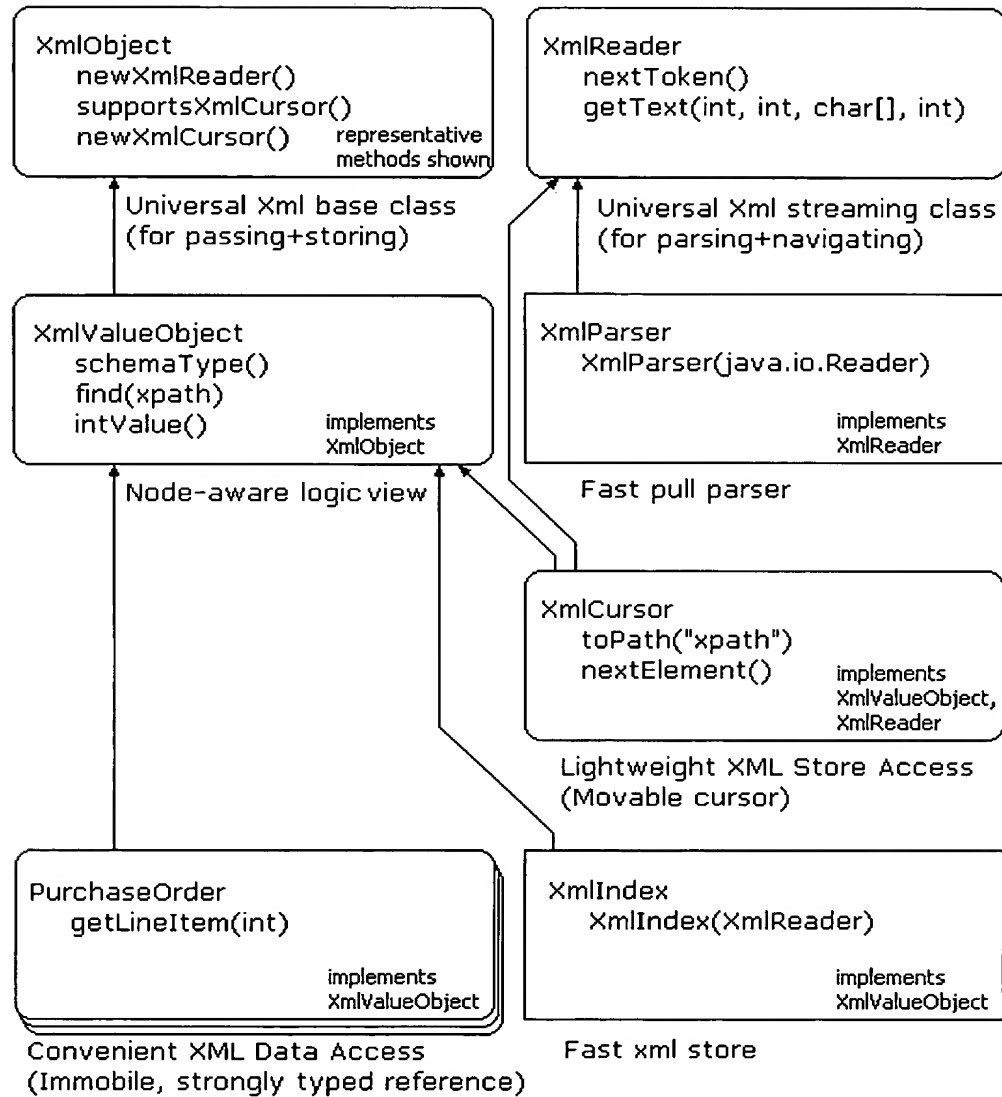 XmlObject
newXmlReader()
supportsXmlCursor()
newXmlCursor()
representative
methods shown
Universal Xml base class
(for passing+storing)
XmlReader
nextToken()
getText(int, int, char[], int)
Universal Xml streaming class
(for parsing+navigating)
XmlValueObject
schemaType()
find(xpath)
intValue()
implements
XmlObject
Node-aware logic view
XmlParser
XmlParser(java.io.Reader)
implements
XmlReader
Fast pull parser
XmlCursor
toPath("xpath")
nextElement()
implements
XmlValueObject,
XmlReader
Lightweight XML Store Access
(Movable cursor)
PurchaseOrder
getLineItem(int)
implements
XmlValueObject
Convenient XML Data Access
(Immobile, strongly typed reference)
XmlIndex
XmlIndex(XmlReader)
implements
XmlValueObject
Fast xml store